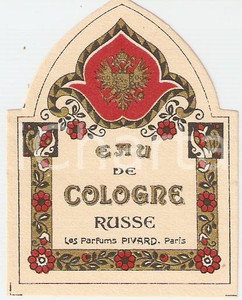 EAU
DE
COLOGNE
RUSSE
Les Parfums PIVARD. Paris